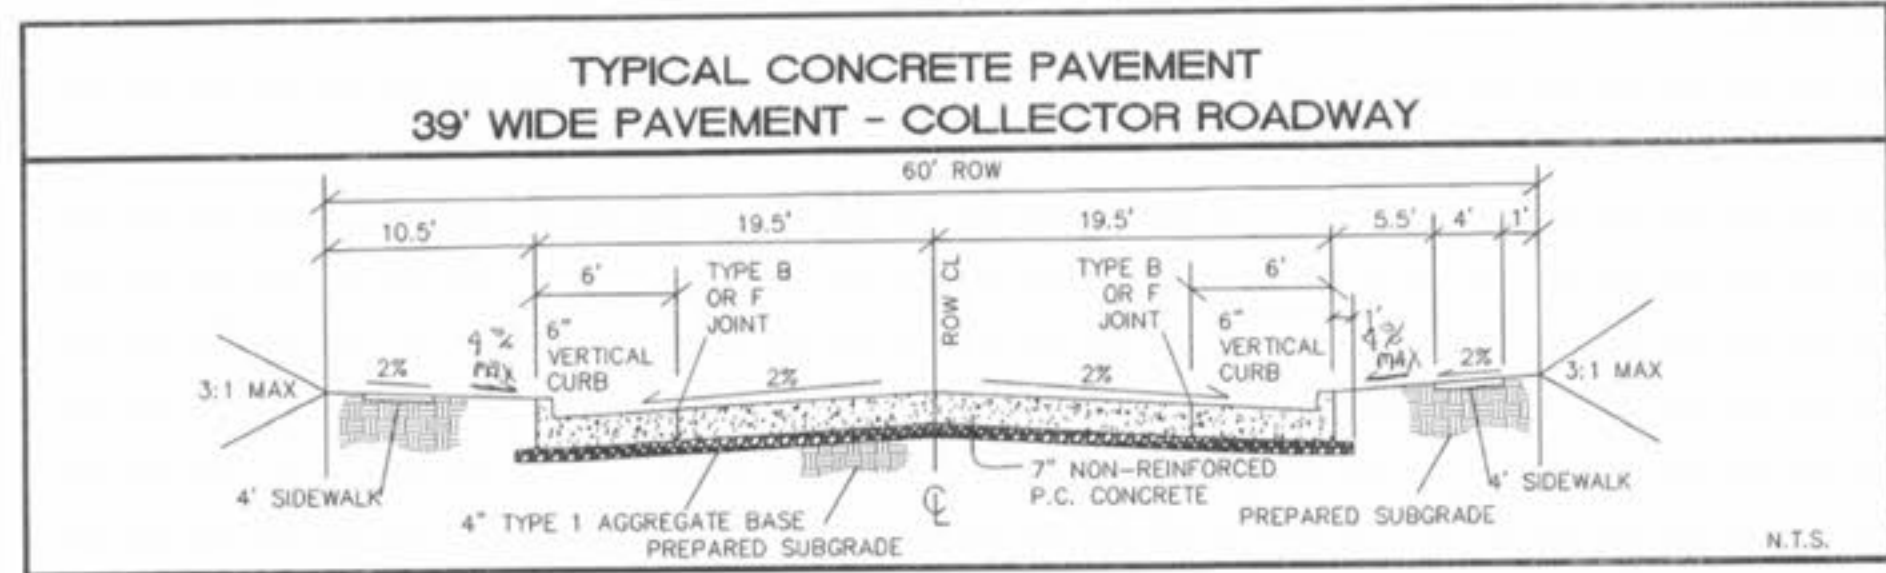 TYPICAL CONCRETE PAVEMENT
39' WIDE PAVEMENT - COLLECTOR ROADWAY
60' ROW
10.5'
19.5'
19.5'
5.5'
4'
1'
6'
TYPE B
OR F
JOINT
ROW CL
TYPE B
OR F
JOINT
6'
6"
VERTICAL
CURB
6"
VERTICAL
CURB
1'
4%
MAX
4%
MAX
3:1 MAX
2%
2%
2%
2%
3:1 MAX
4' SIDEWALK
4" TYPE 1 AGGREGATE BASE
PREPARED SUBGRADE
CL
7" NON-REINFORCED
P.C. CONCRETE
4' SIDEWALK
PREPARED SUBGRADE
N.T.S.